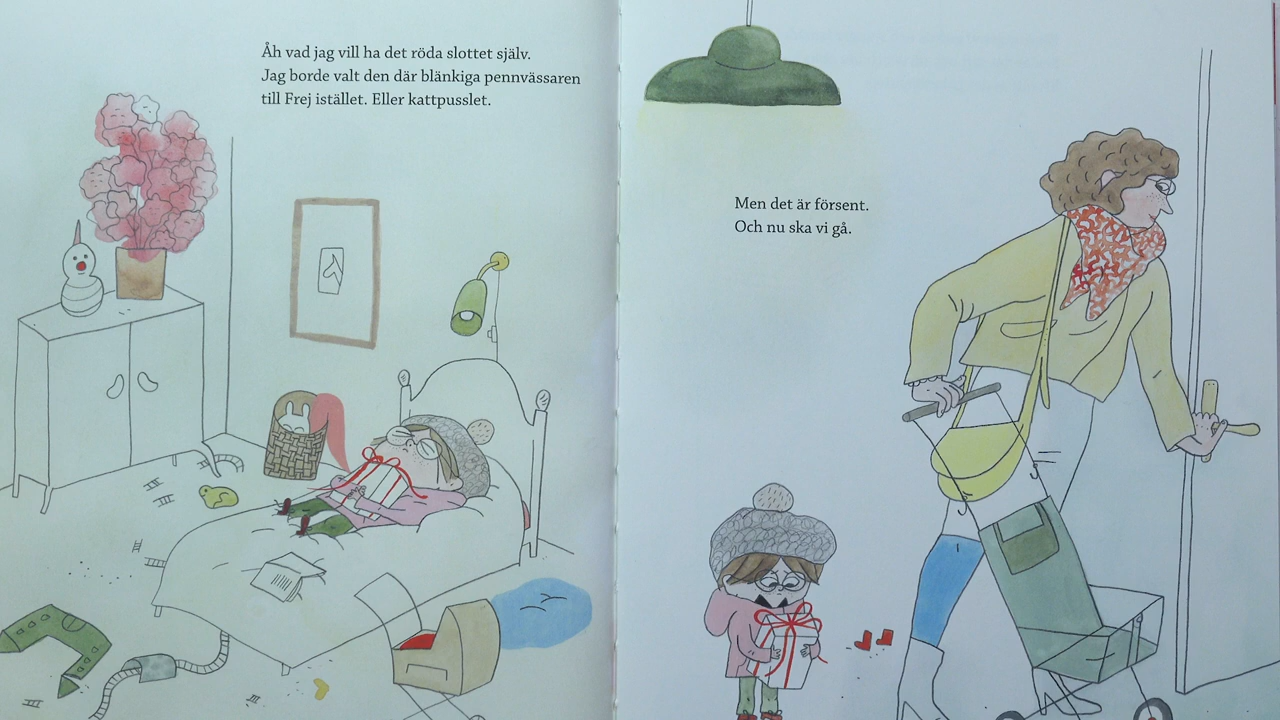 Åh vad jag vill ha det röda slottet själv.
Jag borde valt den där blänkiga pennvässaren
till Frej istället. Eller kattpusslet.
Men det är försent.
Och nu ska vi gå.